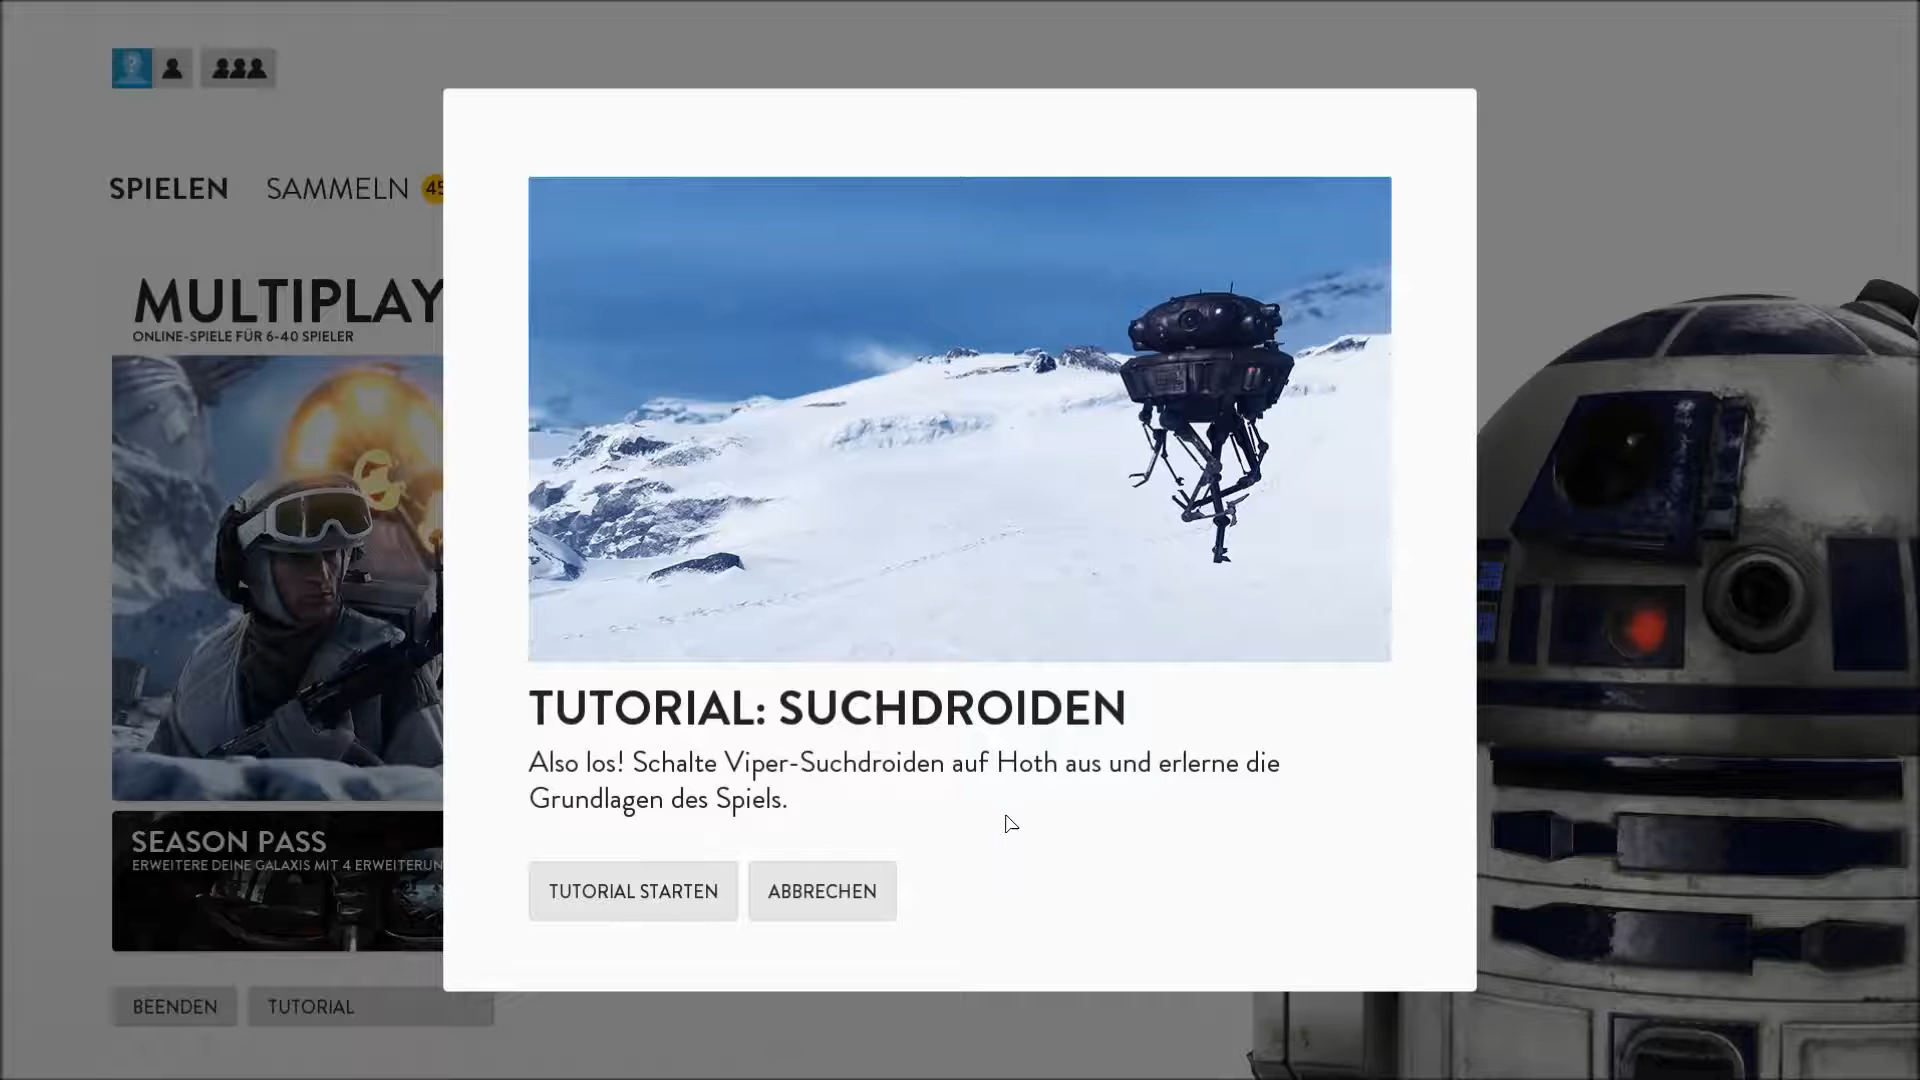 SPIELEN SAMMELN 45
MULTIPLAY
ONLINE-SPIELE FÜR 6-40 SPIELER
SEASON PASS
ERWEITERE DEINE GALAXIS MIT 4 ERWEITERUN
BEENDEN TUTORIAL
TUTORIAL: SUCHDROIDEN
Also los! Schalte Viper-Suchdroiden auf Hoth aus und erlerne die
Grundlagen des Spiels.
TUTORIAL STARTEN ABBRECHEN